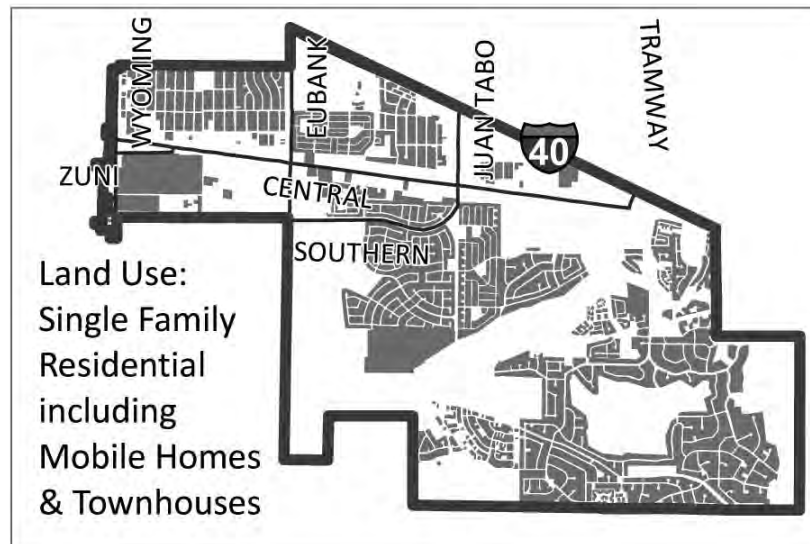 WYOMING
EUBANK
JUAN TABO
TRAMWAY
40
ZUNI
CENTRAL
SOUTHERN
Land Use:
Single Family
Residential
including
Mobile Homes
& Townhouses